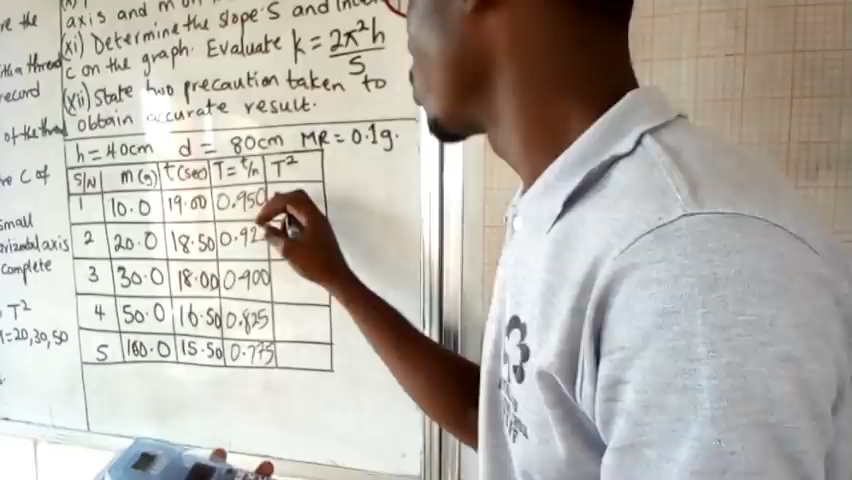 re the
axis and m on
(xi) Determine the slope S and
ith a thread
C on the graph. Evaluate k = 2π²h/S
record
(xii) State two precaution taken to
of the thread
obtain accurate result.
h = 40cm d = 80cm MR = 0.1g.
S/N m(g) t(sec) T = t/n T²
C of
1 10.0 19.00 0.950
small
2 20.0 18.50 0.92
horizontal axis
complete
3 30.0 18.00 0.900
T²
4 50.0 16.50 0.825
=20,30,50
5 100.0 15.50 0.775